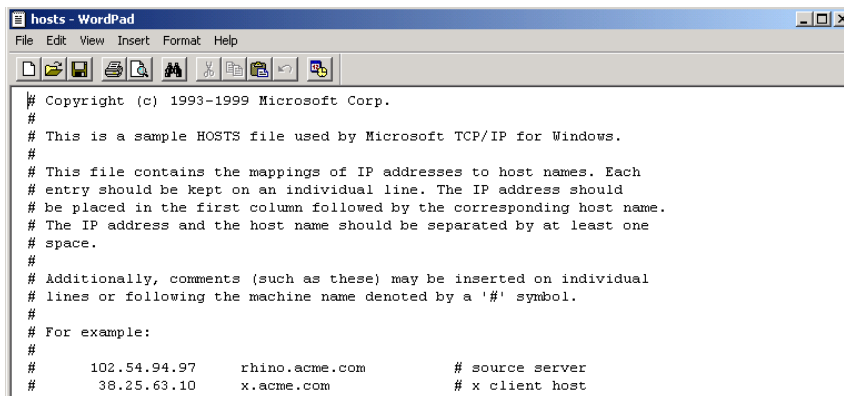 hosts - WordPad
File Edit View Insert Format Help
# Copyright (c) 1993-1999 Microsoft Corp.
#
# This is a sample HOSTS file used by Microsoft TCP/IP for Windows.
#
# This file contains the mappings of IP addresses to host names. Each
# entry should be kept on an individual line. The IP address should
# be placed in the first column followed by the corresponding host name.
# The IP address and the host name should be separated by at least one
# space.
#
# Additionally, comments (such as these) may be inserted on individual
# lines or following the machine name denoted by a '#' symbol.
#
# For example:
#
#      102.54.94.97     rhino.acme.com          # source server
#       38.25.63.10     x.acme.com              # x client host